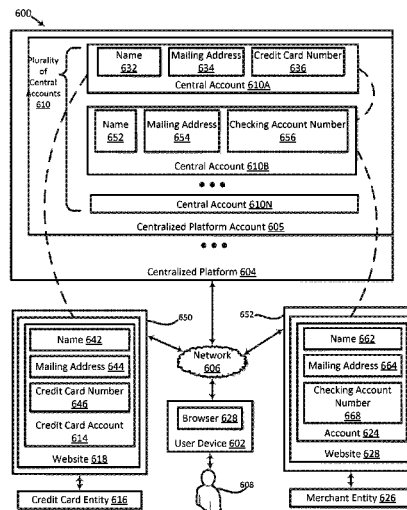 600
Plurality of Central Accounts 610
Name 632
Mailing Address 634
Credit Card Number 636
Central Account 610A
Name 652
Mailing Address 654
Checking Account Number 656
Central Account 610B
•••
Central Account 610N
Centralized Platform Account 605
•••
Centralized Platform 604
650
Name 642
Mailing Address 644
Credit Card Number 646
Credit Card Account 614
Website 618
Credit Card Entity 616
Network 606
Browser 628
User Device 602
608
652
Name 662
Mailing Address 664
Checking Account Number 668
Account 624
Website 628
Merchant Entity 626